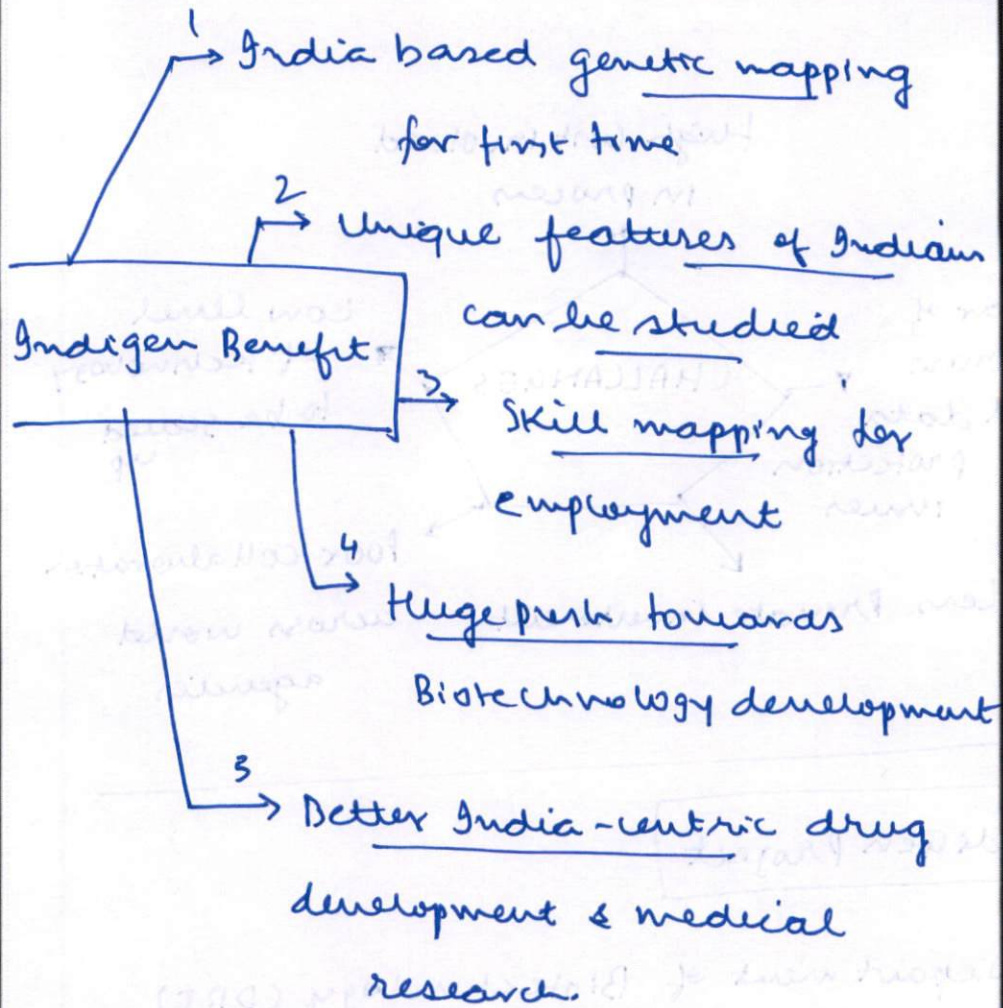 1
India based genetic mapping
for first time
2
Unique features of Indians
can be studied
Indigen Benefit
3
Skill mapping for
employment
4
Huge push towards
Biotechnology development
5
Better India-centric drug
development & medical
research.